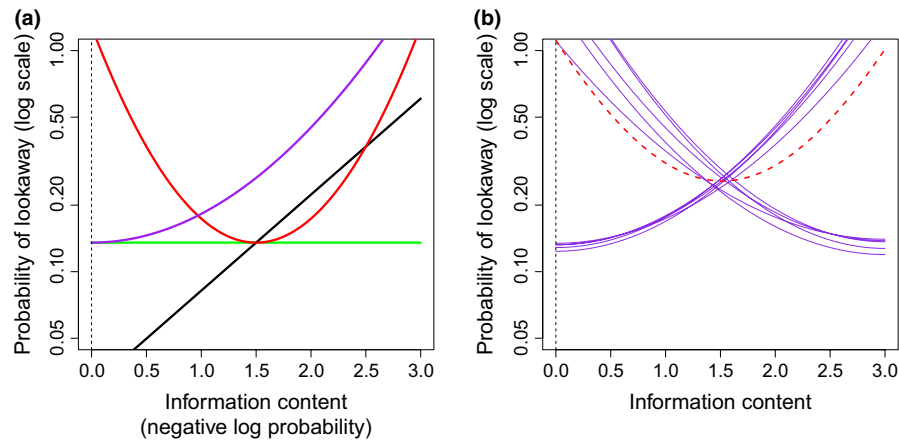 (a)
Probability of lookaway (log scale)
1.00
0.50
0.20
0.10
0.05
0.0 0.5 1.0 1.5 2.0 2.5 3.0
Information content
(negative log probability)
(b)
Probability of lookaway (log scale)
1.00
0.50
0.20
0.10
0.05
0.0 0.5 1.0 1.5 2.0 2.5 3.0
Information content